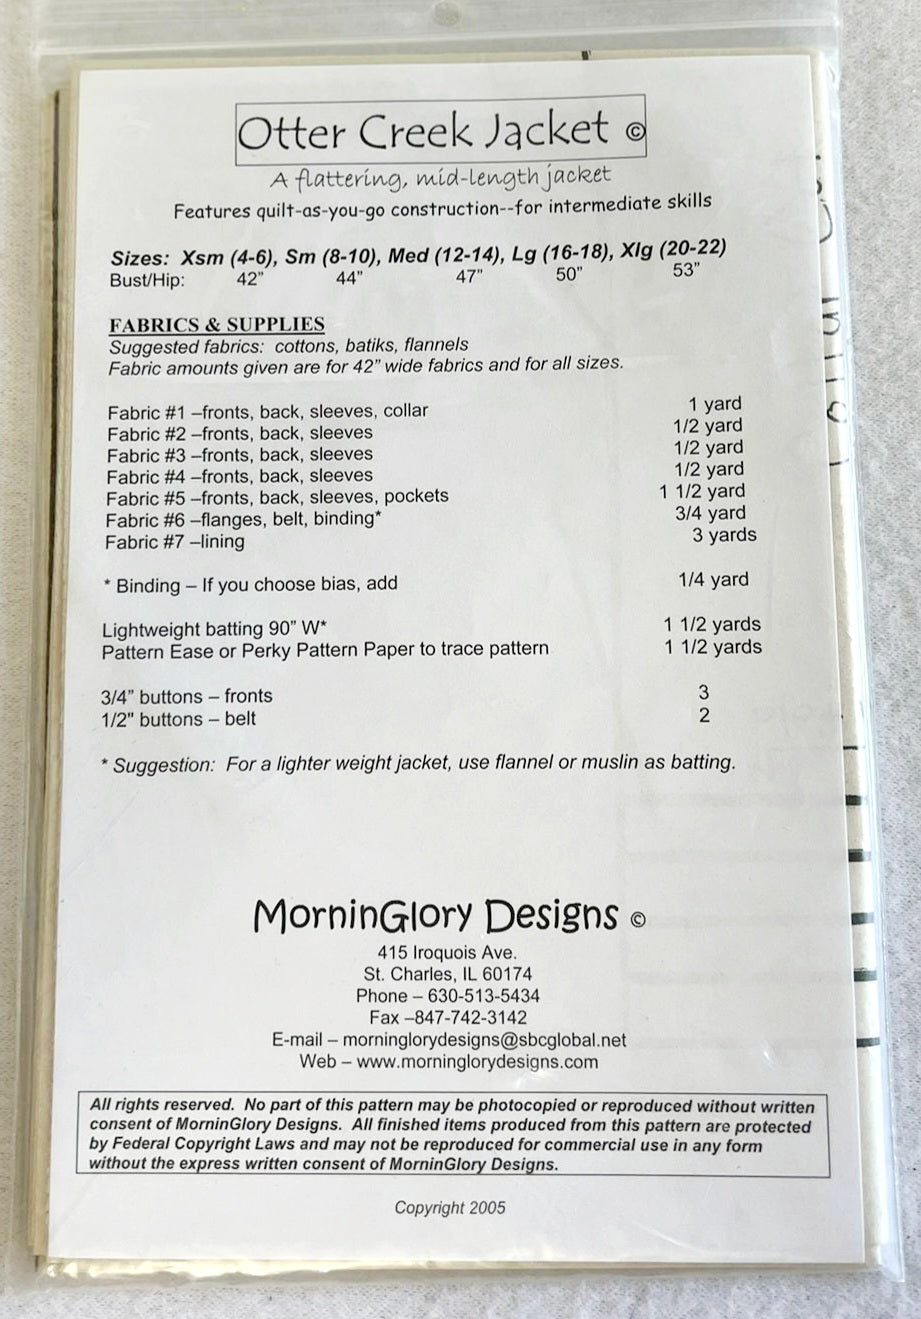 Otter Creek Jacket ©
A flattering, mid-length jacket
Features quilt-as-you-go construction--for intermediate skills
Sizes: Xsm (4-6), Sm (8-10), Med (12-14), Lg (16-18), Xlg (20-22)
Bust/Hip: 42” 44” 47” 50” 53”
FABRICS & SUPPLIES
Suggested fabrics: cottons, batiks, flannels
Fabric amounts given are for 42” wide fabrics and for all sizes.
Fabric #1 –fronts, back, sleeves, collar 1 yard
Fabric #2 –fronts, back, sleeves 1/2 yard
Fabric #3 –fronts, back, sleeves 1/2 yard
Fabric #4 –fronts, back, sleeves 1/2 yard
Fabric #5 –fronts, back, sleeves, pockets 1 1/2 yard
Fabric #6 –flanges, belt, binding* 3/4 yard
Fabric #7 –lining 3 yards
* Binding – If you choose bias, add 1/4 yard
Lightweight batting 90” W* 1 1/2 yards
Pattern Ease or Perky Pattern Paper to trace pattern 1 1/2 yards
3/4” buttons – fronts 3
1/2" buttons – belt 2
* Suggestion: For a lighter weight jacket, use flannel or muslin as batting.
MorninGlory Designs ©
415 Iroquois Ave.
St. Charles, IL 60174
Phone – 630-513-5434
Fax –847-742-3142
E-mail – morninglorydesigns@sbcglobal.net
Web – www.morninglorydesigns.com
All rights reserved. No part of this pattern may be photocopied or reproduced without written
consent of MorninGlory Designs. All finished items produced from this pattern are protected
by Federal Copyright Laws and may not be reproduced for commercial use in any form
without the express written consent of MorninGlory Designs.
Copyright 2005